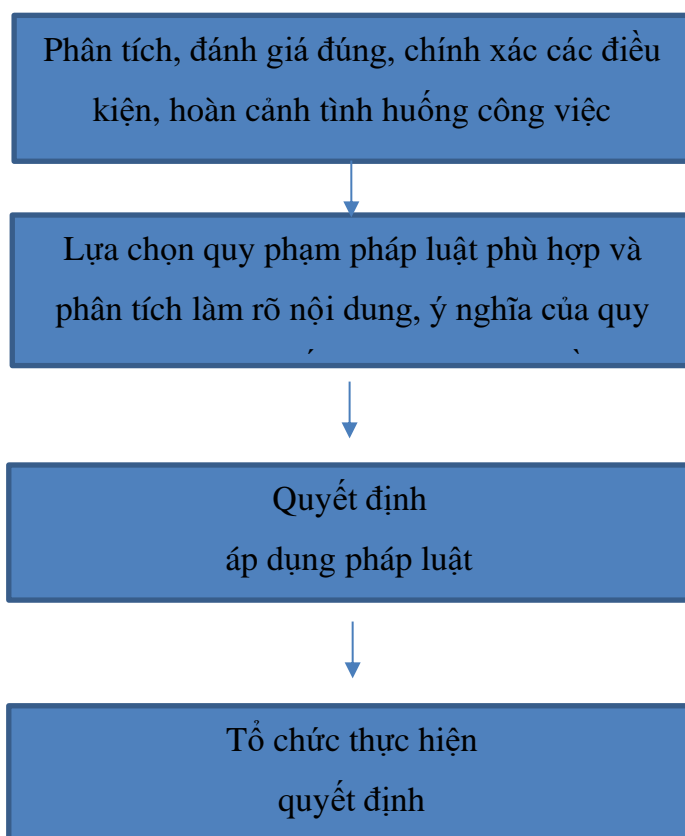 Phân tích, đánh giá đúng, chính xác các điều
kiện, hoàn cảnh tình huống công việc
Lựa chọn quy phạm pháp luật phù hợp và
phân tích làm rõ nội dung, ý nghĩa của quy
Quyết định
áp dụng pháp luật
Tổ chức thực hiện
quyết định